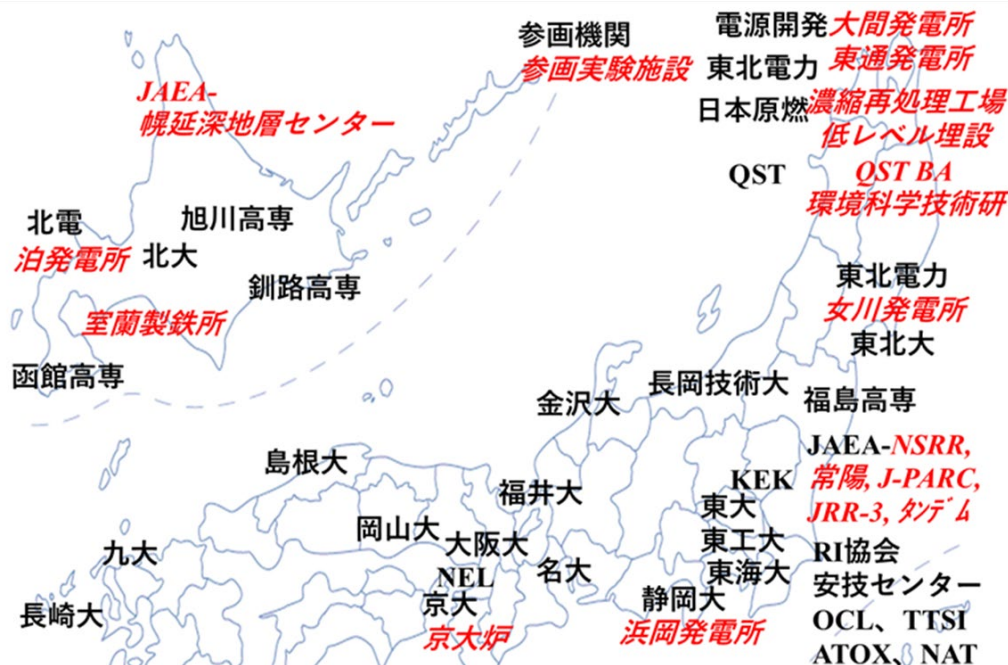 参画機関
参画実験施設
電源開発大間発電所
東北電力 東通発電所
日本原燃濃縮再処理工場
低レベル埋設
QST QST BA
環境科学技術研
JAEA-
幌延深地層センター
北電
泊発電所
旭川高専
北大
釧路高専
室蘭製鉄所
函館高専
東北電力
女川発電所
東北大
長岡技術大
福島高専
金沢大
島根大
福井大
岡山大
大阪大
NEL
京大
京大炉
九大
長崎大
名大
KEK
東大
東工大
東海大
静岡大
浜岡発電所
JAEA-NSRR,
常陽, J-PARC,
JRR-3, タンデム
RI協会
安技センター
OCL、TTSI
ATOX、NAT